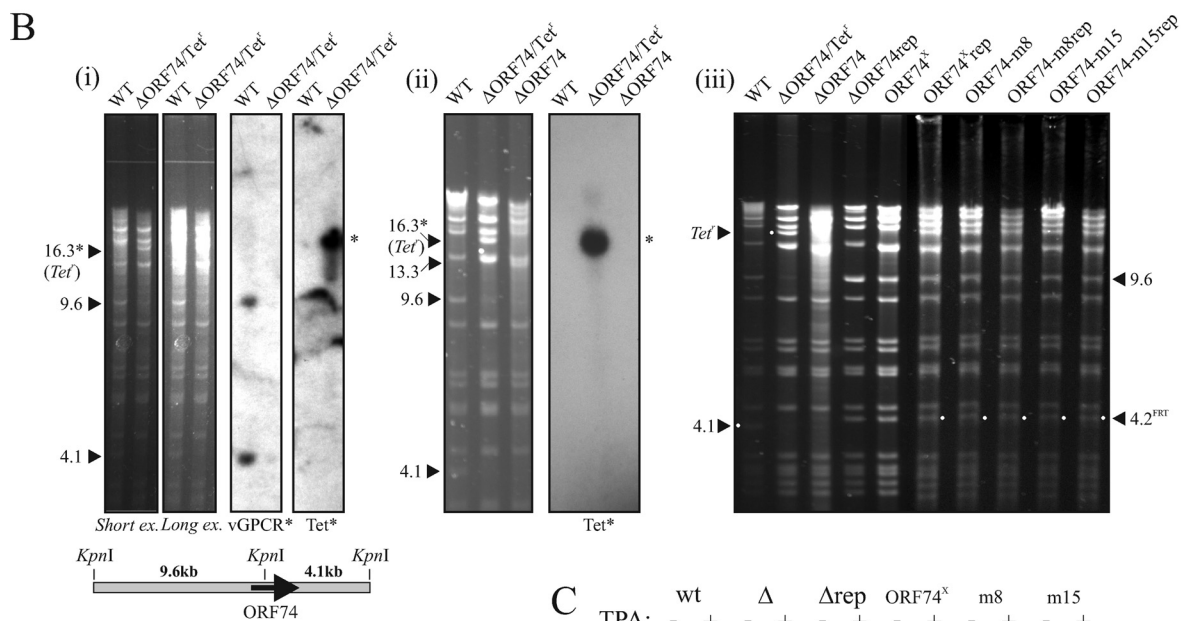 B
(i)
WT
ΔORF74/Tetʳ
WT
ΔORF74/Tetʳ
WT
ΔORF74/Tetʳ
WT
ΔORF74/Tetʳ
16.3*
(Tetʳ)
9.6
4.1
*
Short ex.
Long ex.
vGPCR*
Tet*
KpnI
KpnI
KpnI
9.6kb
4.1kb
ORF74
(ii)
WT
ΔORF74/Tetʳ
ΔORF74
WT
ΔORF74/Tetʳ
ΔORF74
16.3*
(Tetʳ)
13.3
9.6
4.1
*
Tet*
(iii)
WT
ΔORF74/Tetʳ
ΔORF74
ΔORF74rep
ORF74ˣ
ORF74ˣrep
ORF74-m8
ORF74-m8rep
ORF74-m15
ORF74-m15rep
Tetʳ
4.1
9.6
4.2ᶠᴿᵀ
C
wt
Δ
Δrep
ORF74ˣ
m8
m15
TPA:
- + - + - + - + - + - +